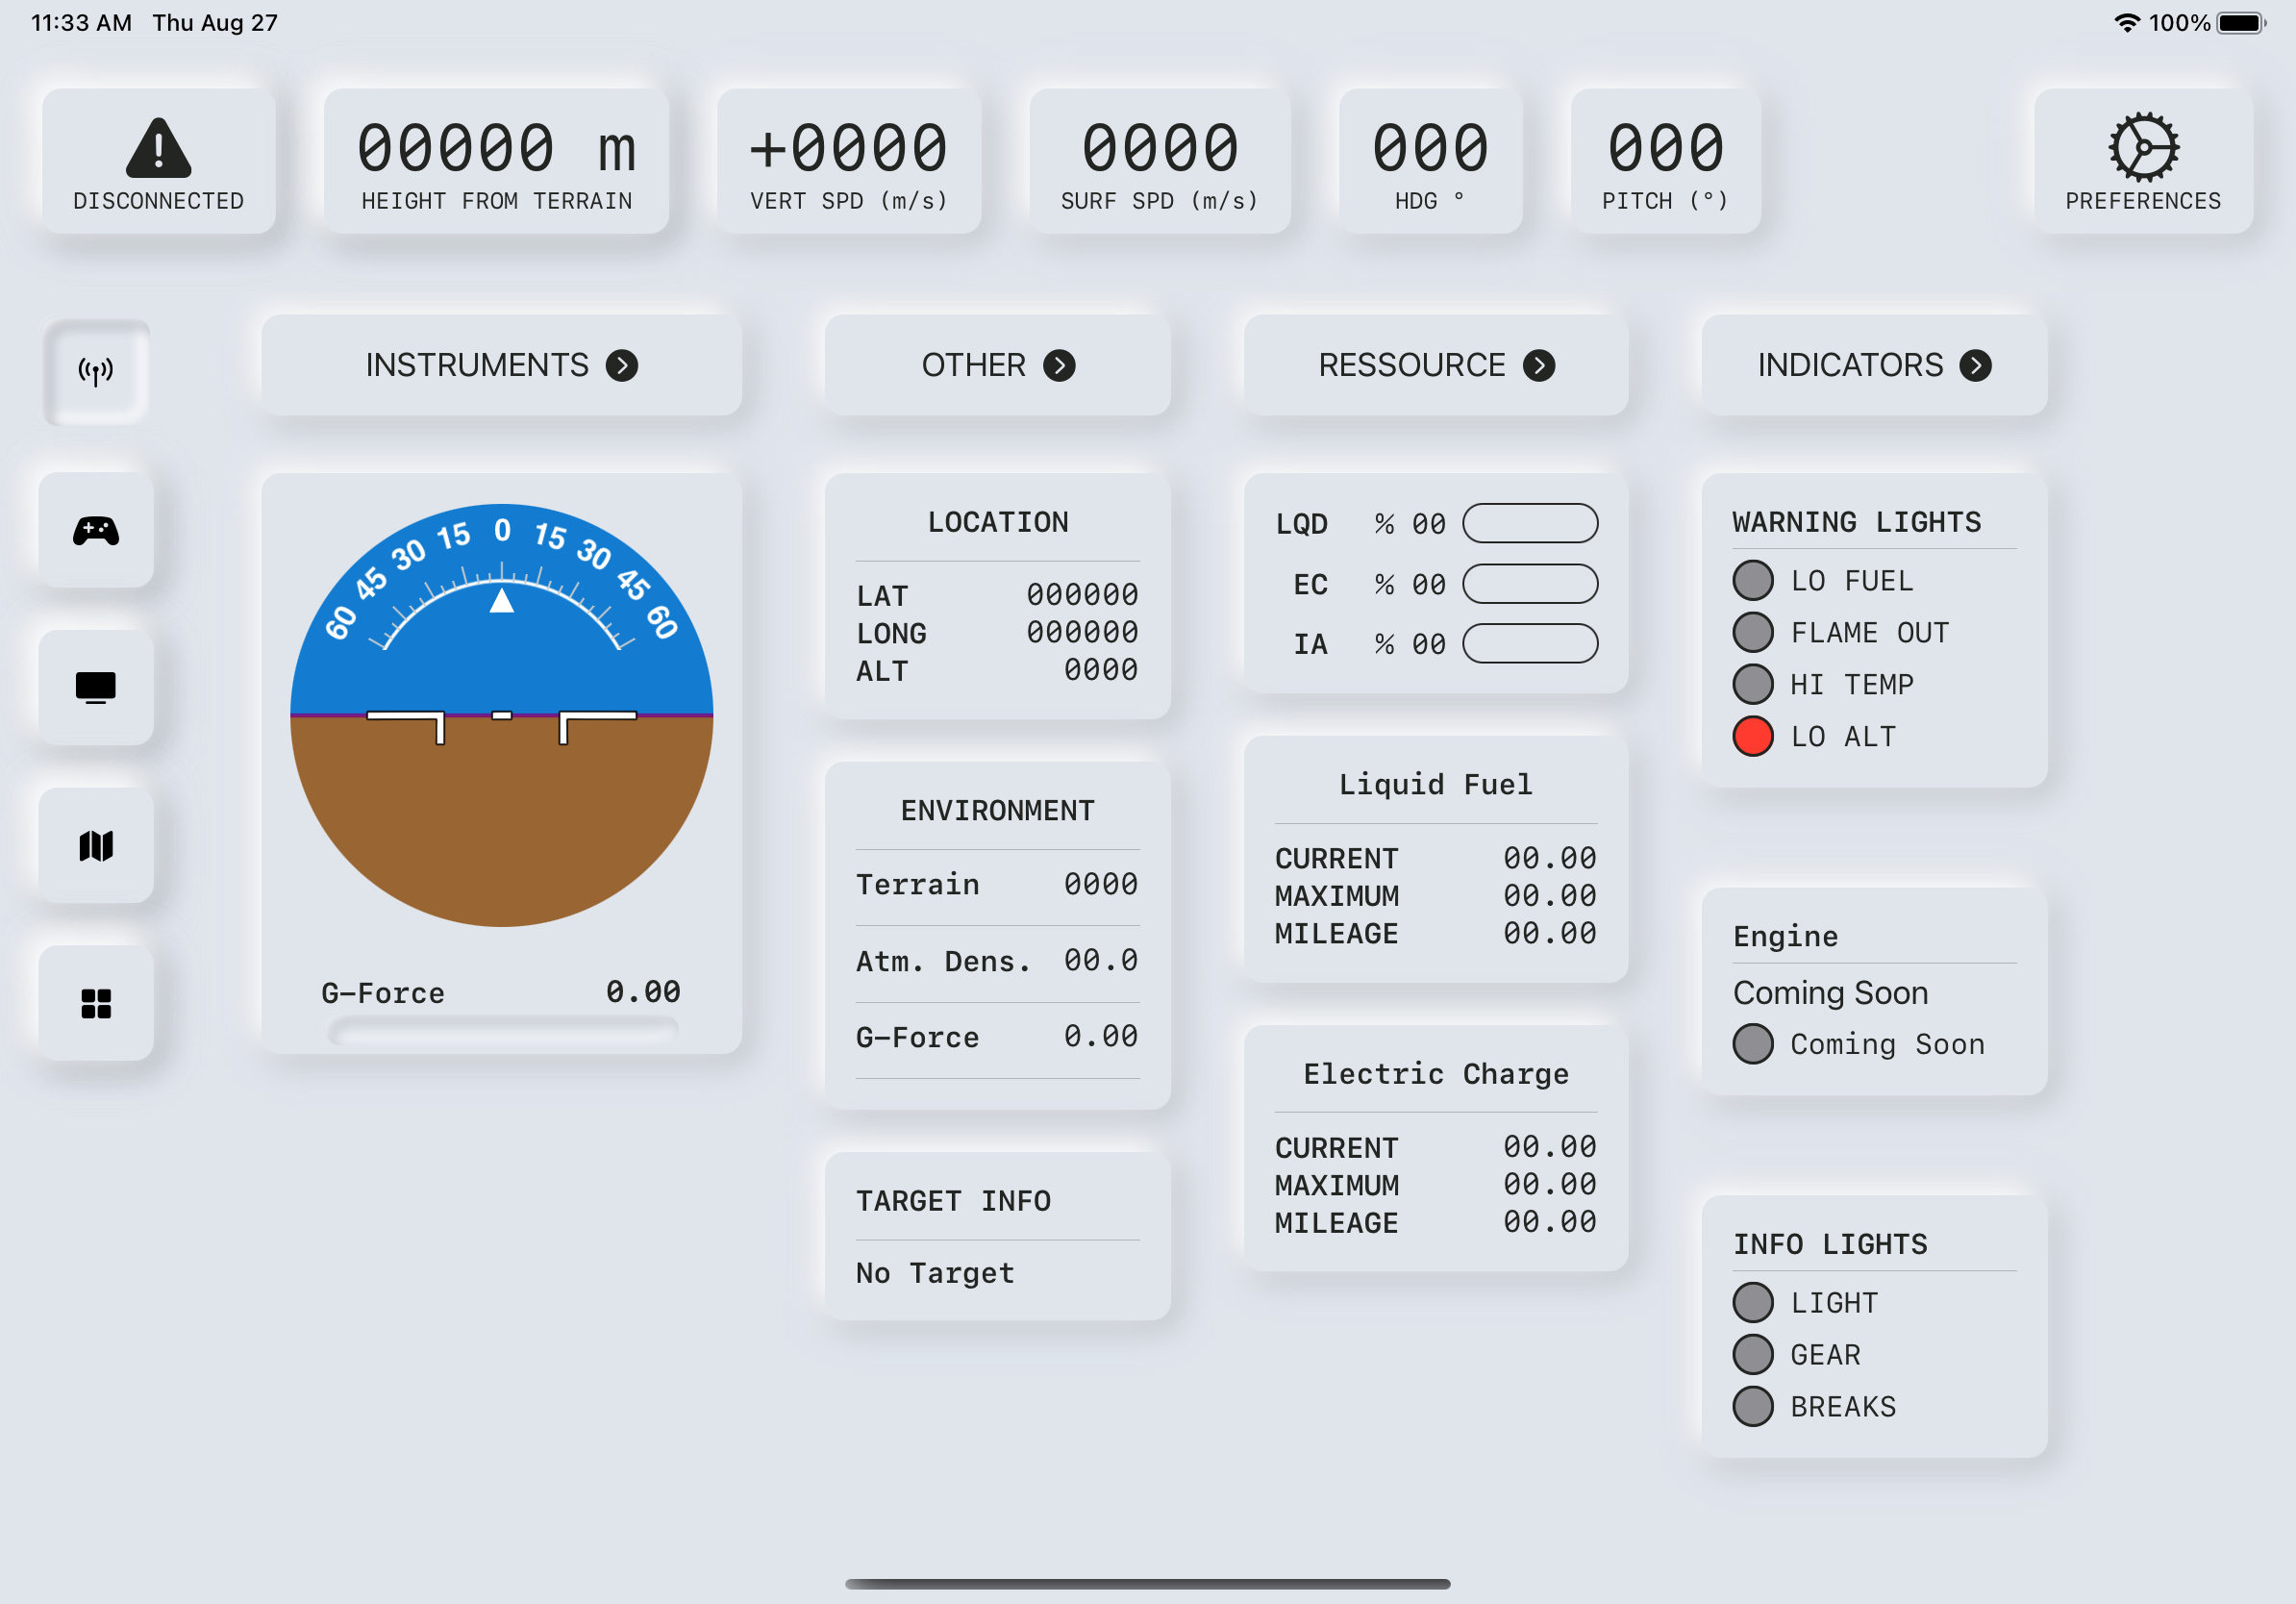 11:33 AM Thu Aug 27
100%
DISCONNECTED
00000 m
HEIGHT FROM TERRAIN
+0000
VERT SPD (m/s)
0000
SURF SPD (m/s)
000
HDG °
000
PITCH (°)
PREFERENCES
INSTRUMENTS
60 45 30 15 0 15 30 45 60
G-Force 0.00
OTHER
LOCATION
LAT 000000
LONG 000000
ALT 0000
ENVIRONMENT
Terrain 0000
Atm. Dens. 00.0
G-Force 0.00
TARGET INFO
No Target
RESSOURCE
LQD % 00
EC % 00
IA % 00
Liquid Fuel
CURRENT 00.00
MAXIMUM 00.00
MILEAGE 00.00
Electric Charge
CURRENT 00.00
MAXIMUM 00.00
MILEAGE 00.00
INDICATORS
WARNING LIGHTS
LO FUEL
FLAME OUT
HI TEMP
LO ALT
Engine
Coming Soon
Coming Soon
INFO LIGHTS
LIGHT
GEAR
BREAKS